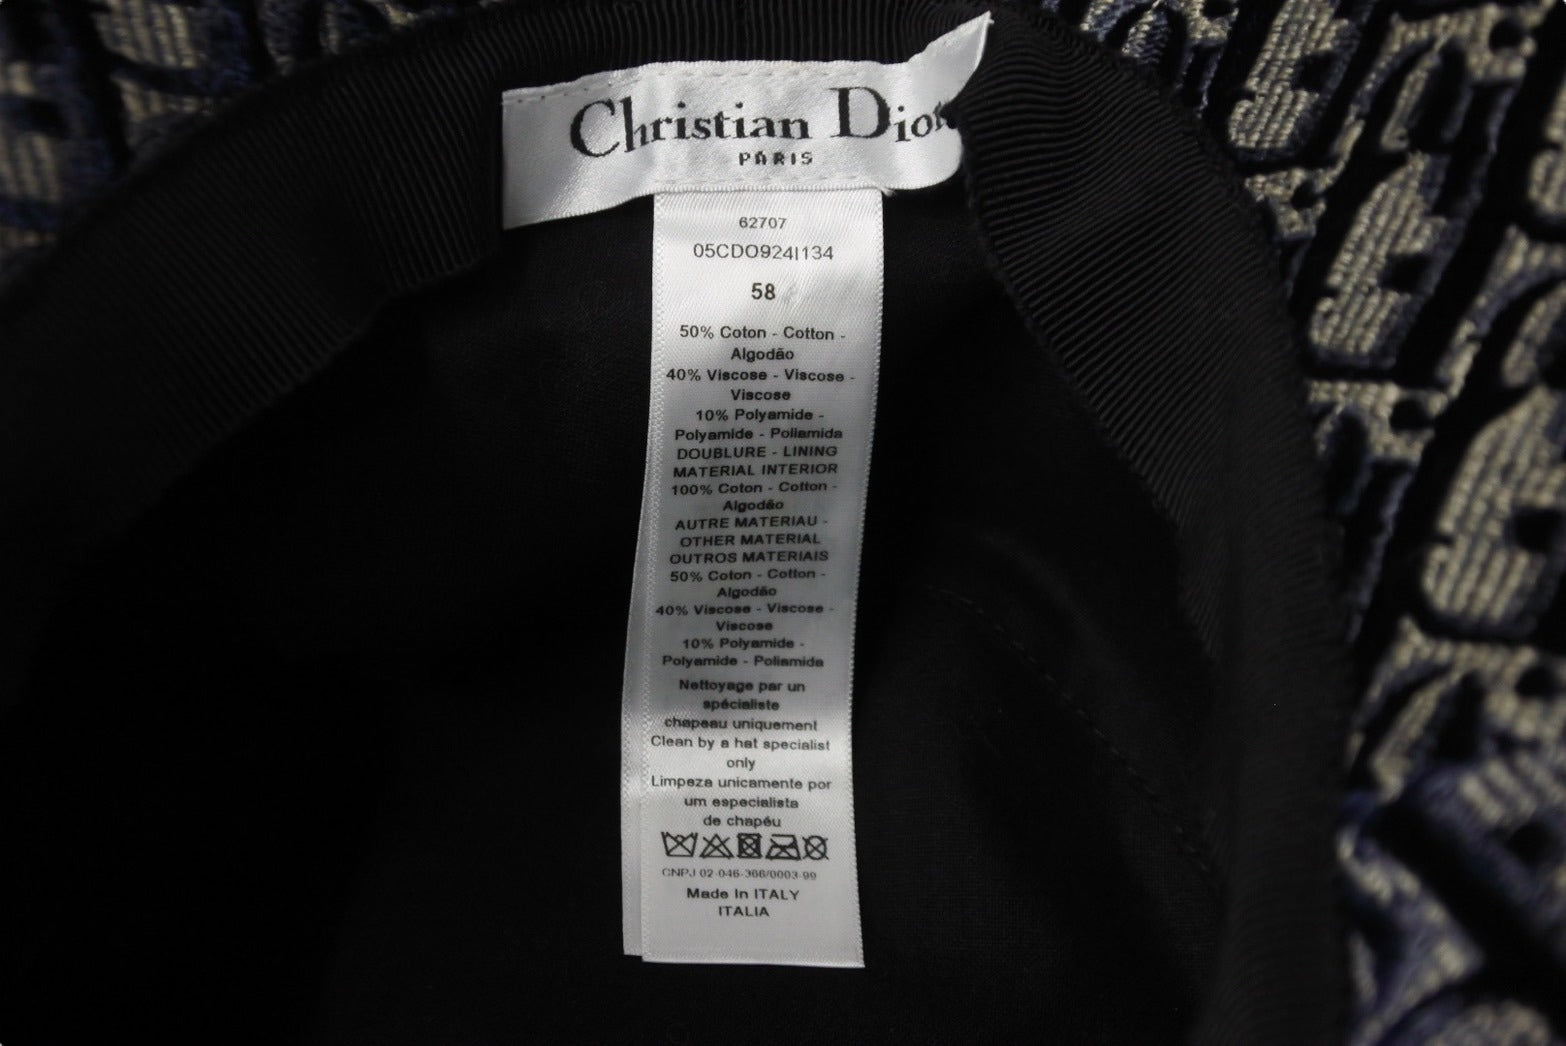 Christian Dior
PARIS
62707
05CDO924I134
58
50% Coton - Cotton -
Algodão
40% Viscose - Viscose -
Viscose
10% Polyamide -
Polyamide - Poliamida
DOUBLURE - LINING
MATERIAL INTERIOR
100% Coton - Cotton -
Algodão
AUTRE MATERIAU -
OTHER MATERIAL
OUTROS MATERIAIS
50% Coton - Cotton -
Algodão
40% Viscose - Viscose -
Viscose
10% Polyamide -
Polyamide - Poliamida
Nettoyage par un
spécialiste
chapeau uniquement
Clean by a hat specialist
only
Limpeza unicamente por
um especialista
de chapéu
CNPJ 02-046-366/0003-99
Made In ITALY
ITALIA